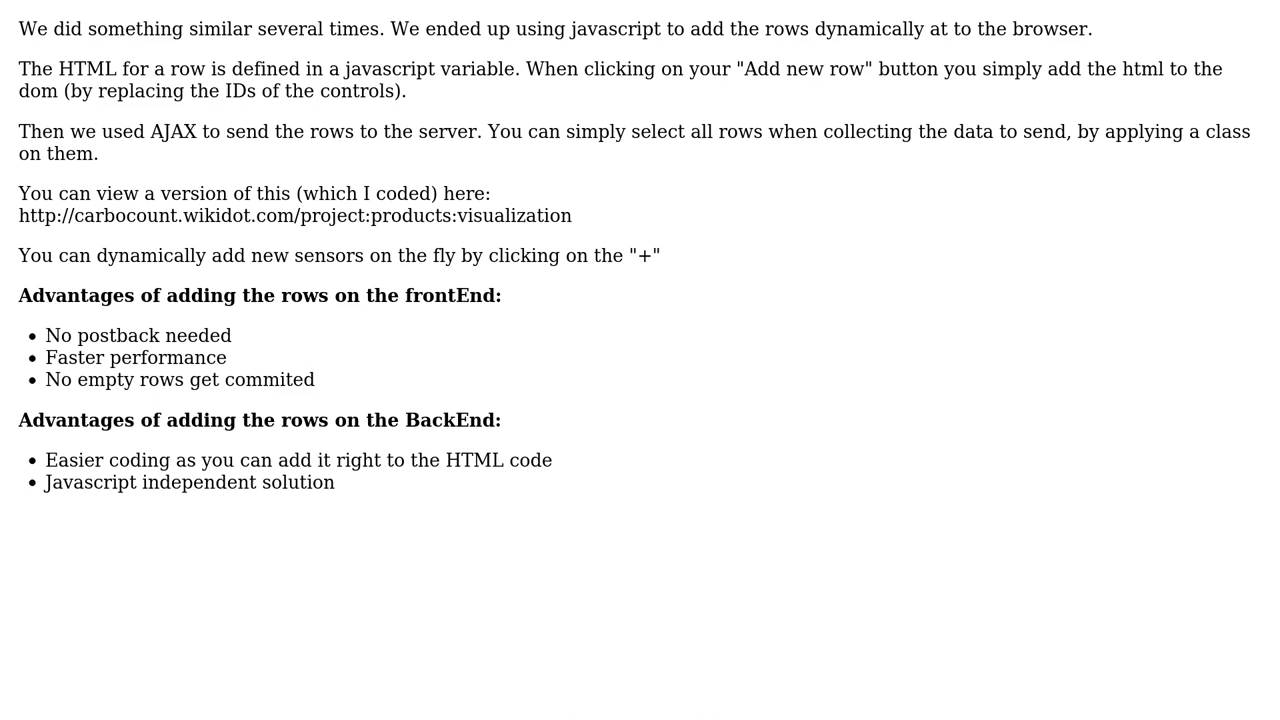 We did something similar several times. We ended up using javascript to add the rows dynamically at to the browser.
The HTML for a row is defined in a javascript variable. When clicking on your "Add new row" button you simply add the html to the
dom (by replacing the IDs of the controls).
Then we used AJAX to send the rows to the server. You can simply select all rows when collecting the data to send, by applying a class
on them.
You can view a version of this (which I coded) here:
http://carbocount.wikidot.com/project:products:visualization
You can dynamically add new sensors on the fly by clicking on the "+"
Advantages of adding the rows on the frontEnd:
• No postback needed
• Faster performance
• No empty rows get commited
Advantages of adding the rows on the BackEnd:
• Easier coding as you can add it right to the HTML code
• Javascript independent solution